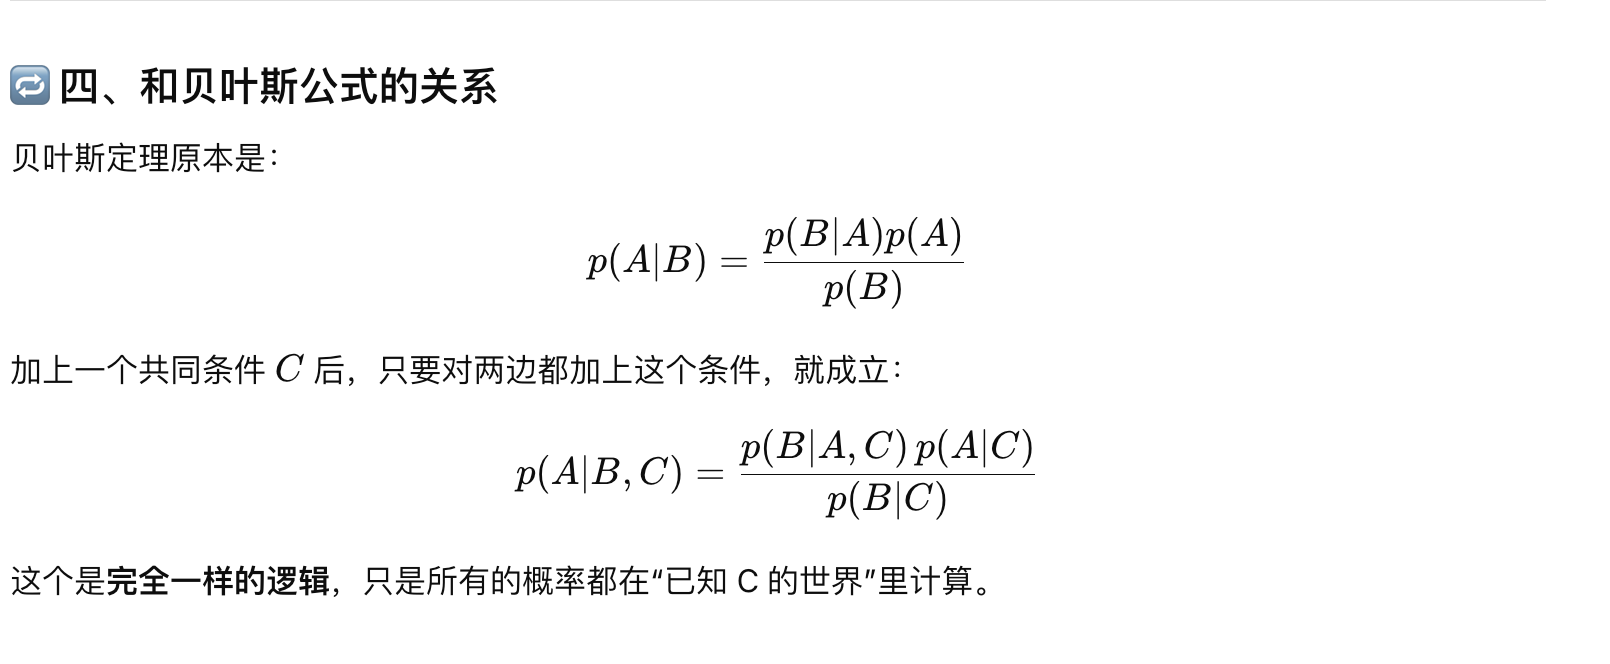 🔁 四、和贝叶斯公式的关系
贝叶斯定理原本是：
p(A|B) = p(B|A)p(A) / p(B)
加上一个共同条件 C 后，只要对两边都加上这个条件，就成立：
p(A|B, C) = p(B|A, C) p(A|C) / p(B|C)
这个是完全一样的逻辑，只是所有的概率都在“已知 C 的世界”里计算。